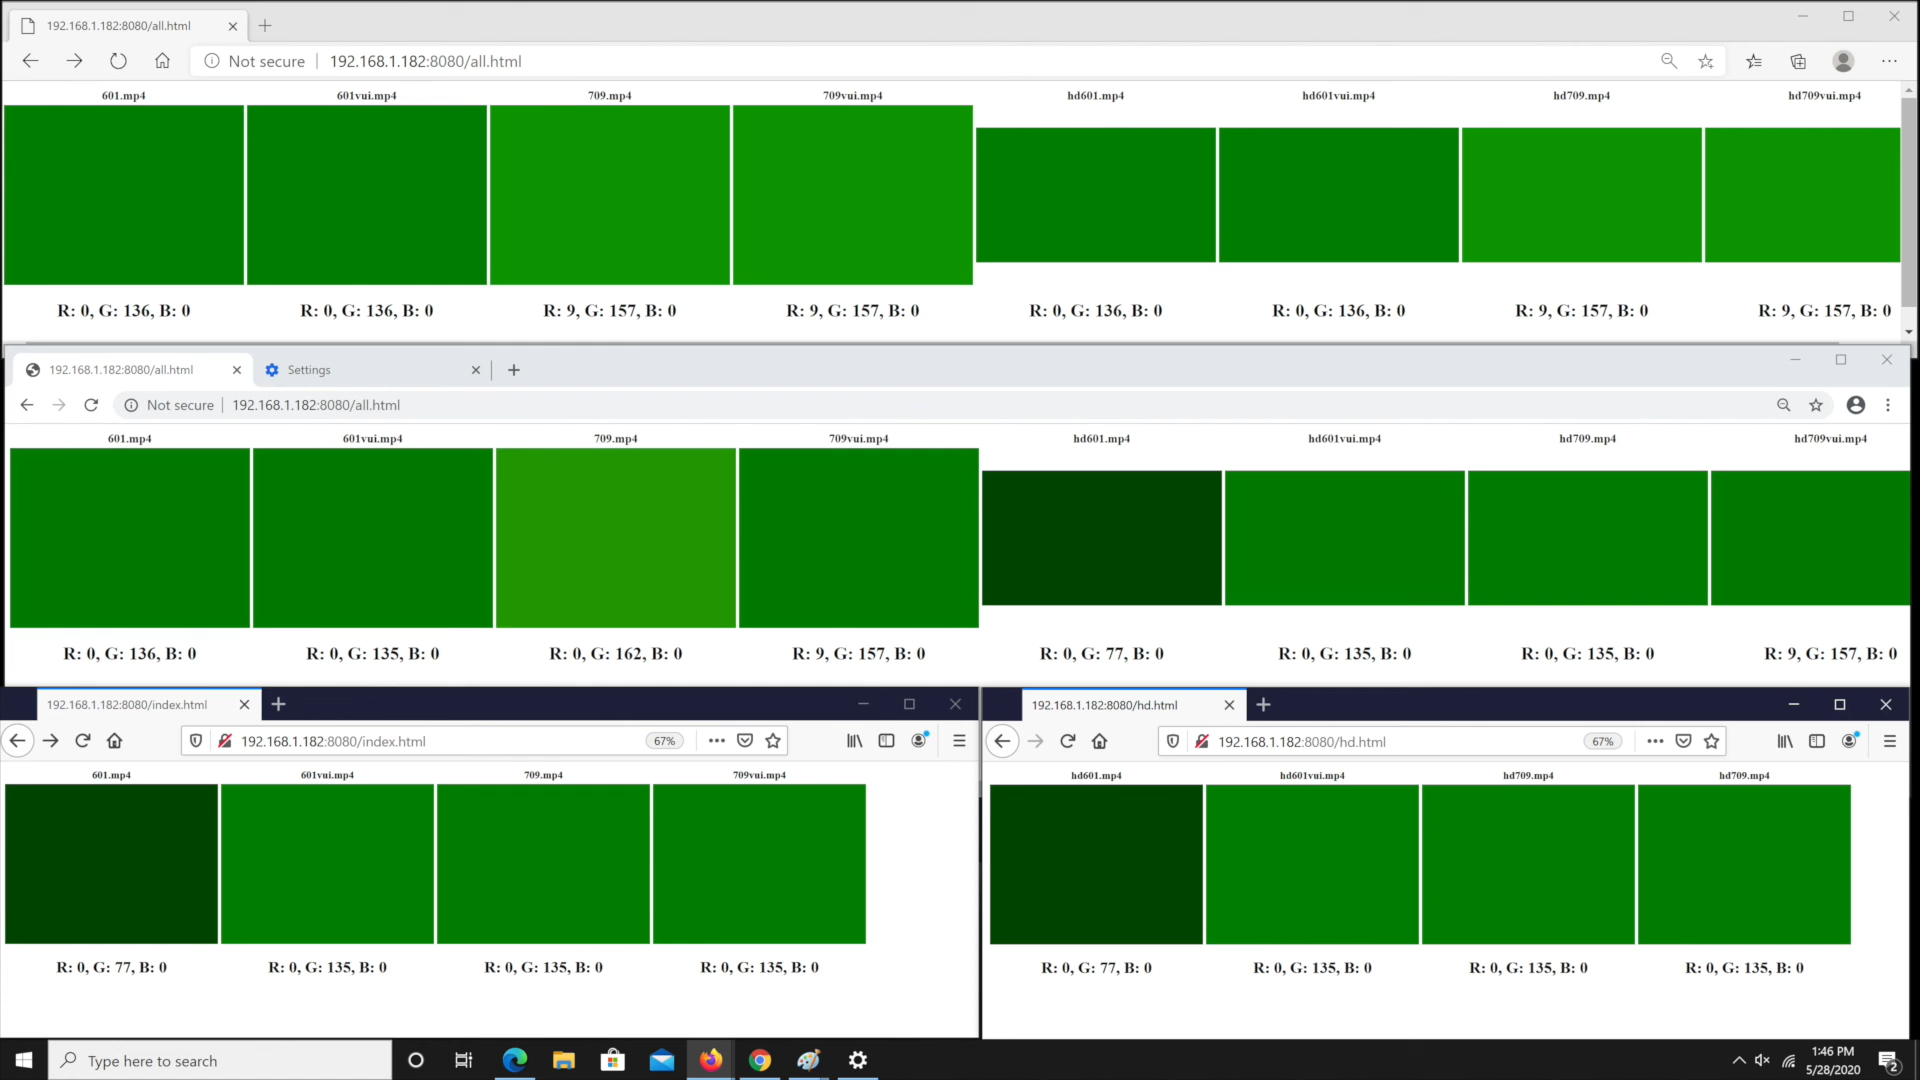 192.168.1.182:8080/all.html
Not secure 192.168.1.182:8080/all.html
601.mp4 601vui.mp4 709.mp4 709vui.mp4 hd601.mp4 hd601vui.mp4 hd709.mp4 hd709vui.mp4
R: 0, G: 136, B: 0 R: 0, G: 136, B: 0 R: 9, G: 157, B: 0 R: 9, G: 157, B: 0 R: 0, G: 136, B: 0 R: 0, G: 136, B: 0 R: 9, G: 157, B: 0 R: 9, G: 157, B: 0
192.168.1.182:8080/all.html Settings
Not secure 192.168.1.182:8080/all.html
601.mp4 601vui.mp4 709.mp4 709vui.mp4 hd601.mp4 hd601vui.mp4 hd709.mp4 hd709vui.mp4
R: 0, G: 136, B: 0 R: 0, G: 135, B: 0 R: 0, G: 162, B: 0 R: 9, G: 157, B: 0 R: 0, G: 77, B: 0 R: 0, G: 135, B: 0 R: 0, G: 135, B: 0 R: 9, G: 157, B: 0
192.168.1.182:8080/index.html
192.168.1.182:8080/index.html 67%
601.mp4 601vui.mp4 709.mp4 709vui.mp4
R: 0, G: 77, B: 0 R: 0, G: 135, B: 0 R: 0, G: 135, B: 0 R: 0, G: 135, B: 0
192.168.1.182:8080/hd.html
192.168.1.182:8080/hd.html 67%
hd601.mp4 hd601vui.mp4 hd709.mp4 hd709.mp4
R: 0, G: 77, B: 0 R: 0, G: 135, B: 0 R: 0, G: 135, B: 0 R: 0, G: 135, B: 0
Type here to search
1:46 PM
5/28/2020
2